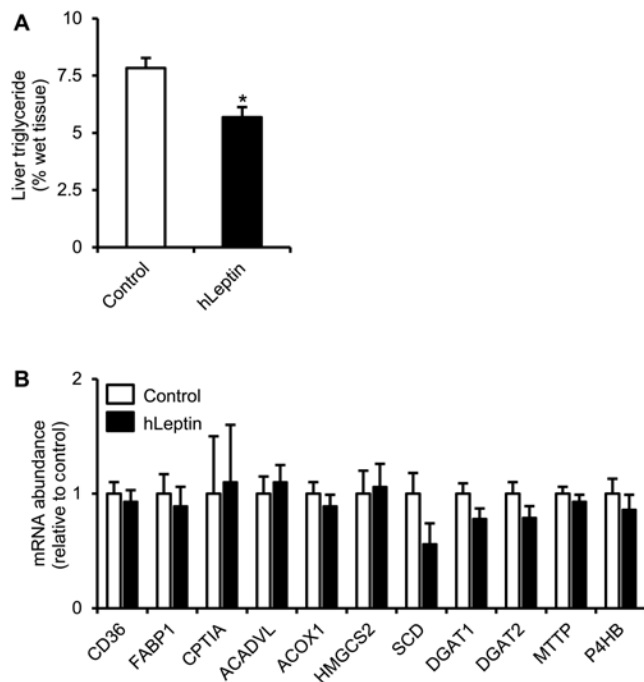 A
Liver triglyceride
(% wet tissue)
10
7.5
5
2.5
0
*
Control
hLeptin
B
mRNA abundance
(relative to control)
2
1
0
Control
hLeptin
CD36
FABP1
CPTIA
ACADVL
ACOX1
HMGCS2
SCD
DGAT1
DGAT2
MTTP
P4HB